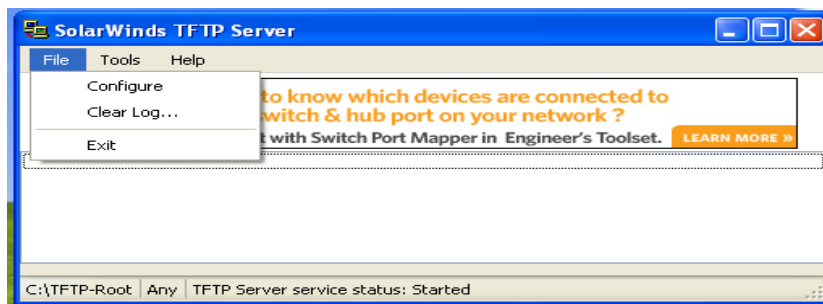 SolarWinds TFTP Server
File Tools Help
Configure
Clear Log...
Exit
to know which devices are connected to
witch & hub port on your network ?
t with Switch Port Mapper in Engineer's Toolset. LEARN MORE »
C:\TFTP-Root Any TFTP Server service status: Started